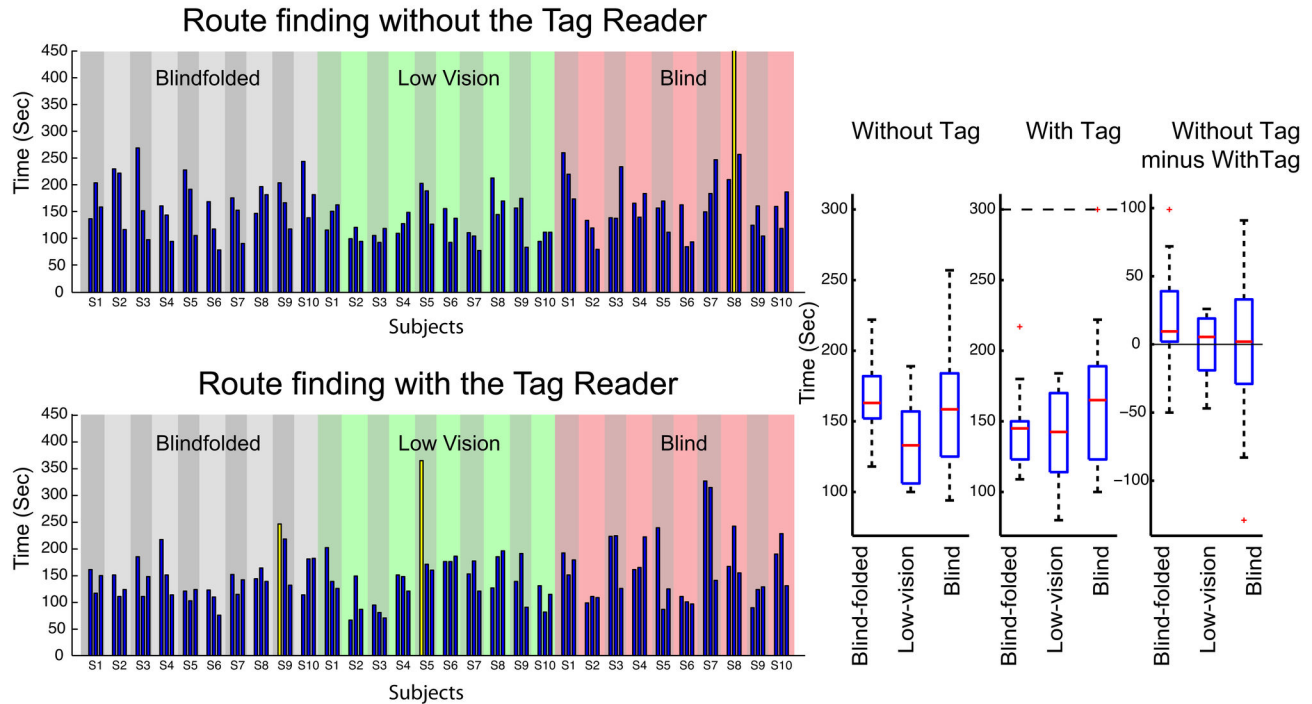 Route finding without the Tag Reader
450
400
350
300
250
200
150
100
50
0
Time (Sec)
Blindfolded
Low Vision
Blind
S1 S2 S3 S4 S5 S6 S7 S8 S9 S10 S1 S2 S3 S4 S5 S6 S7 S8 S9 S10 S1 S2 S3 S4 S5 S6 S7 S8 S9 S10
Subjects
Route finding with the Tag Reader
450
400
350
300
250
200
150
100
50
0
Time (Sec)
Blindfolded
Low Vision
Blind
S1 S2 S3 S4 S5 S6 S7 S8 S9 S10 S1 S2 S3 S4 S5 S6 S7 S8 S9 S10 S1 S2 S3 S4 S5 S6 S7 S8 S9 S10
Subjects
Without Tag
300
250
200
150
100
Time (Sec)
Blind-folded
Low-vision
Blind
With Tag
300
250
200
150
100
Blind-folded
Low-vision
Blind
Without Tag
minus WithTag
100
50
0
−50
−100
Blind-folded
Low-vision
Blind